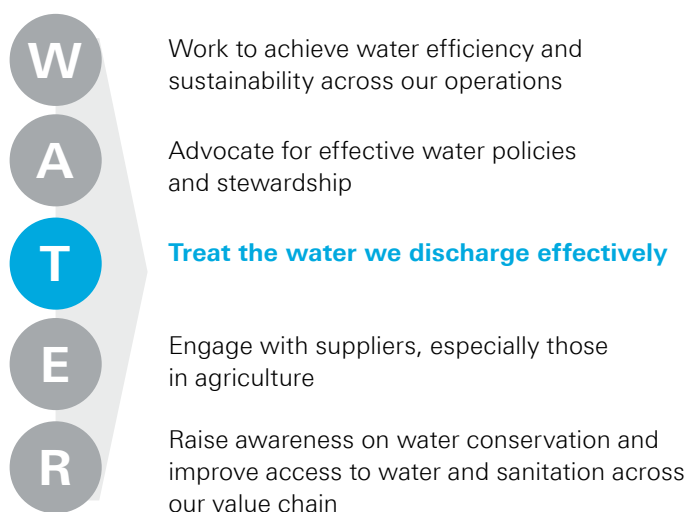 W
Work to achieve water efficiency and
sustainability across our operations
A
Advocate for effective water policies
and stewardship
T
Treat the water we discharge effectively
E
Engage with suppliers, especially those
in agriculture
R
Raise awareness on water conservation and
improve access to water and sanitation across
our value chain